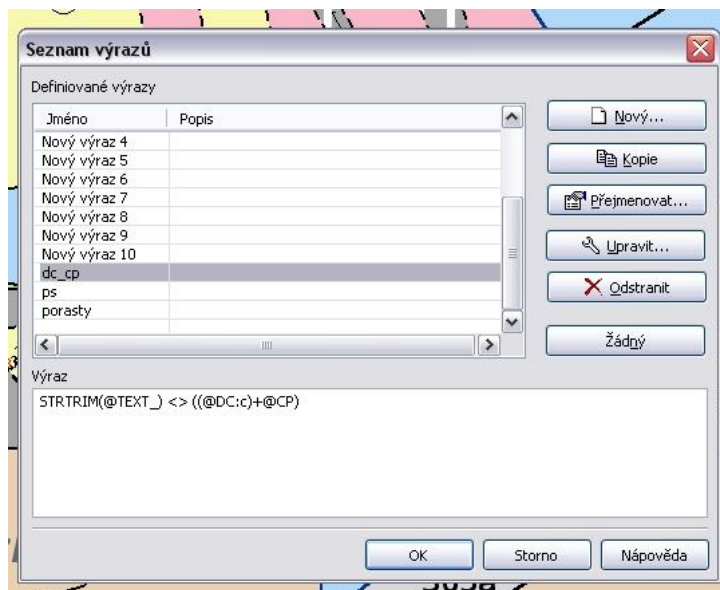 Seznam výrazů
Definiované výrazy
Jméno Popis
Nový výraz 4
Nový výraz 5
Nový výraz 6
Nový výraz 7
Nový výraz 8
Nový výraz 9
Nový výraz 10
dc_cp
ps
porasty
Nový...
Kopie
Přejmenovat...
Upravit...
Odstranit
Žádný
Výraz
STRTRIM(@TEXT_) <> ((@DC:c)+@CP)
OK Storno Nápověda